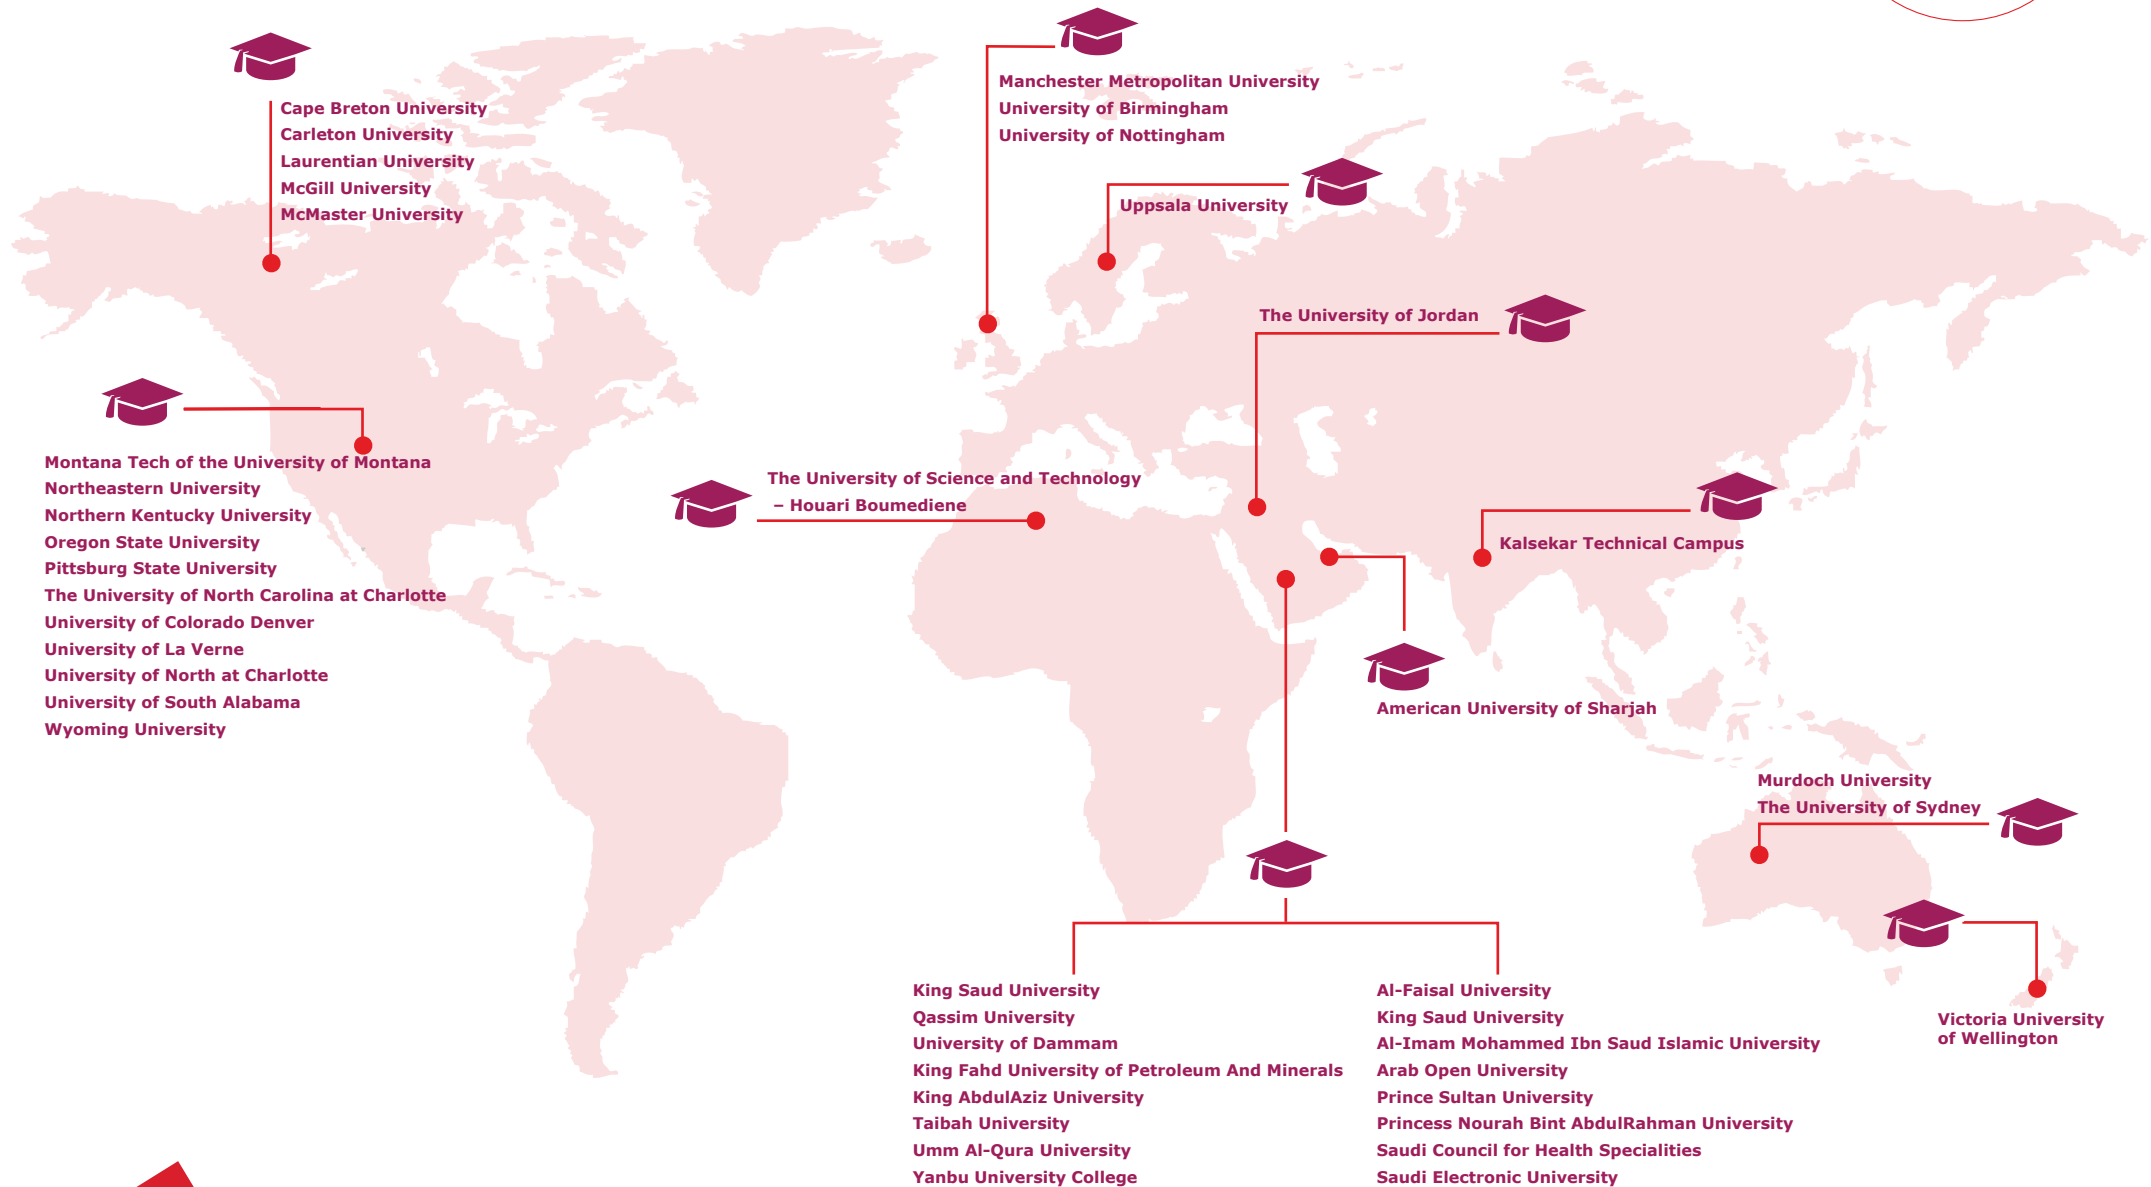 Cape Breton University
Carleton University
Laurentian University
McGill University
McMaster University
Manchester Metropolitan University
University of Birmingham
University of Nottingham
Uppsala University
The University of Jordan
Montana Tech of the University of Montana
Northeastern University
Northern Kentucky University
Oregon State University
Pittsburg State University
The University of North Carolina at Charlotte
University of Colorado Denver
University of La Verne
University of North at Charlotte
University of South Alabama
Wyoming University
The University of Science and Technology
– Houari Boumediene
Kalsekar Technical Campus
American University of Sharjah
Murdoch University
The University of Sydney
Victoria University
of Wellington
King Saud University
Qassim University
University of Dammam
King Fahd University of Petroleum And Minerals
King AbdulAziz University
Taibah University
Umm Al-Qura University
Yanbu University College
Al-Faisal University
King Saud University
Al-Imam Mohammed Ibn Saud Islamic University
Arab Open University
Prince Sultan University
Princess Nourah Bint AbdulRahman University
Saudi Council for Health Specialities
Saudi Electronic University